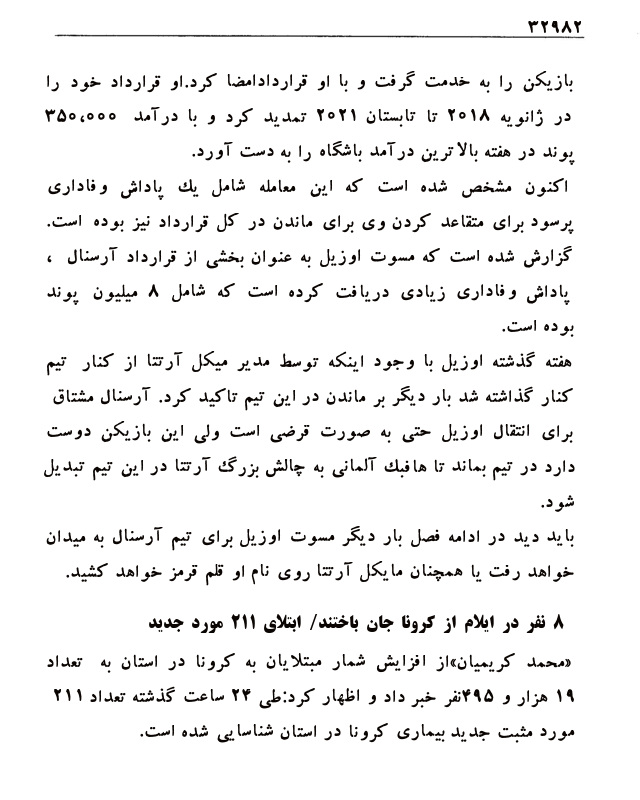 ۳۲۹۸۲
بازیکن را به خدمت گرفت و با او قراردادامضا کرد.او قرارداد خود را
در ژانویه ۲۰۱۸ تا تابستان ۲۰۲۱ تمدید کرد و با درآمد ۳۵۰,۰۰۰
پوند در هفته بالاترین درآمد باشگاه را به دست آورد.
اکنون مشخص شده است که این معامله شامل یك پاداش وفاداری
پرسود برای متقاعد کردن وی برای ماندن در کل قرارداد نیز بوده است.
گزارش شده است که مسوت اوزیل به عنوان بخشی از قرارداد آرسنال ،
پاداش وفاداری زیادی دریافت کرده است که شامل ۸ میلیون پوند
بوده است.
هفته گذشته اوزیل با وجود اینکه توسط مدیر میکل آرتتا از کنار تیم
کنار گذاشته شد بار دیگر بر ماندن در این تیم تاکید کرد. آرسنال مشتاق
برای انتقال اوزیل حتی به صورت قرضی است ولی این بازیکن دوست
دارد در تیم بماند تا هافبك آلمانی به چالش بزرگ آرتتا در این تیم تبدیل
شود.
باید دید در ادامه فصل بار دیگر مسوت اوزیل برای تیم آرسنال به میدان
خواهد رفت یا همچنان مایکل آرتتا روی نام او قلم قرمز خواهد کشید.
۸ نفر در ایلام از کرونا جان باختند/ ابتلای ۲۱۱ مورد جدید
«محمد کریمیان»از افزایش شمار مبتلایان به کرونا در استان به تعداد
۱۹ هزار و ۴۹۵نفر خبر داد و اظهار کرد:طی ۲۴ ساعت گذشته تعداد ۲۱۱
مورد مثبت جدید بیماری کرونا در استان شناسایی شده است.